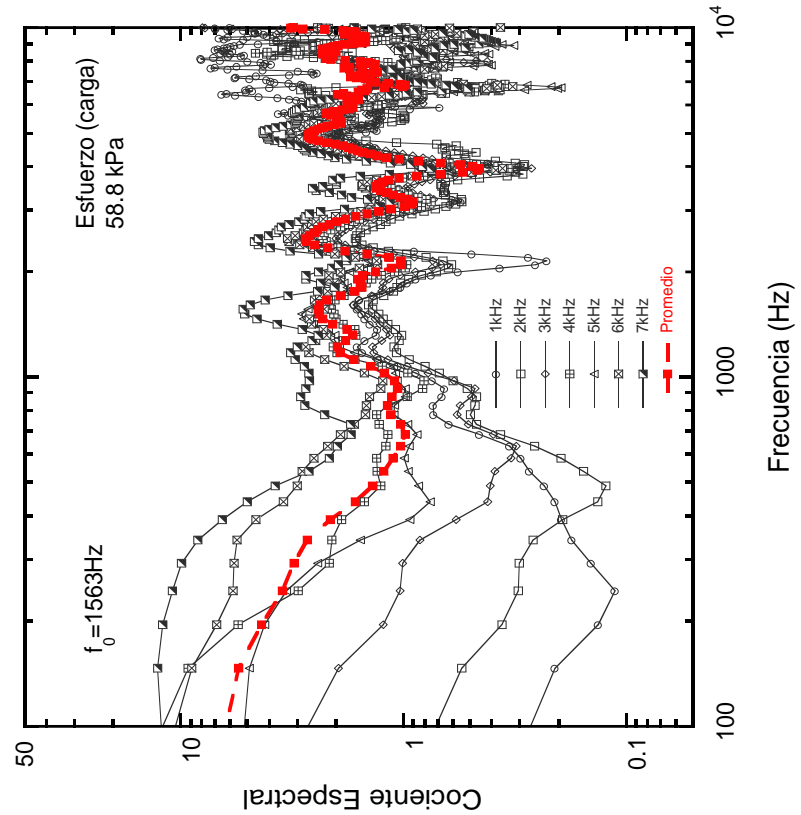 Esfuerzo (carga)
58.8 kPa
f0=1563Hz
50
10
1
0.1
Cociente Espectral
100
1000
10^4
Frecuencia (Hz)
1kHz
2kHz
3kHz
4kHz
5kHz
6kHz
7kHz
Promedio